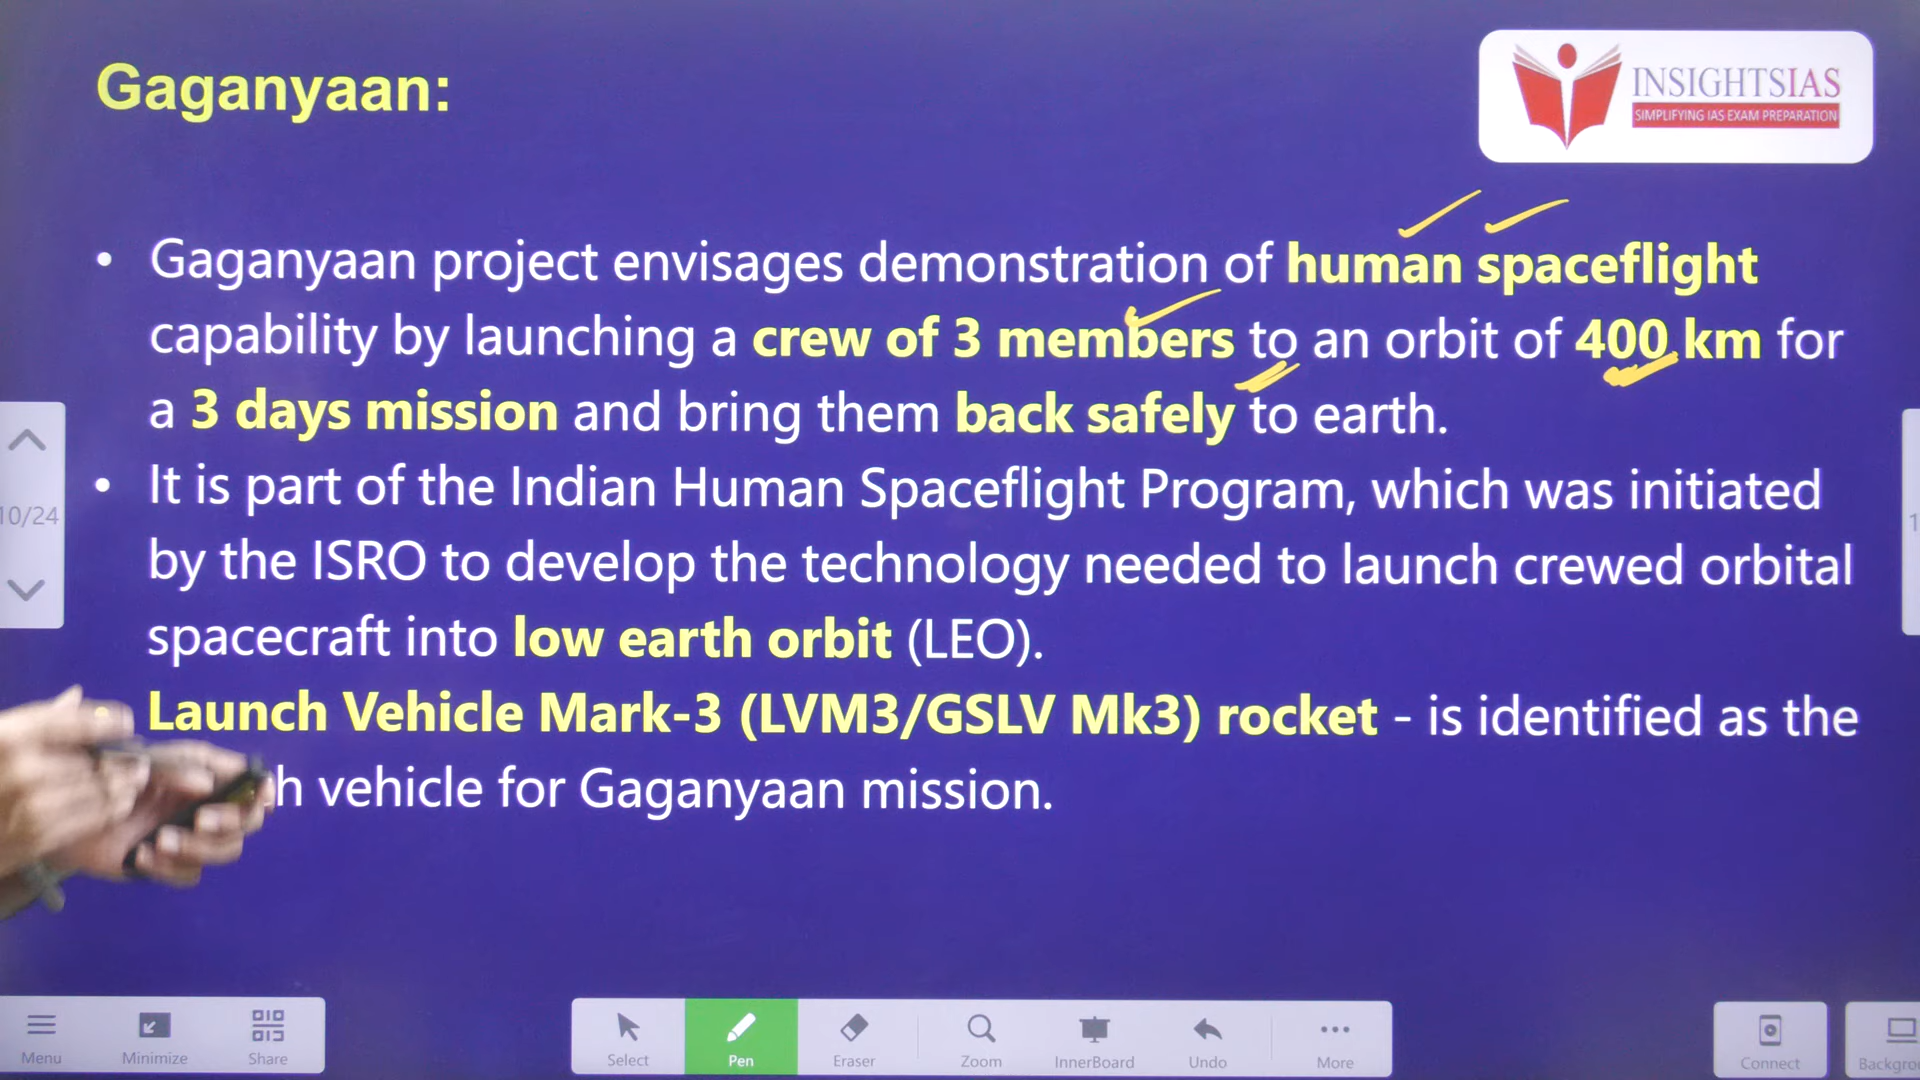 Gaganyaan:
INSIGHTSIAS
SIMPLIFYING IAS EXAM PREPARATION
• Gaganyaan project envisages demonstration of human spaceflight
capability by launching a crew of 3 members to an orbit of 400 km for
a 3 days mission and bring them back safely to earth.
• It is part of the Indian Human Spaceflight Program, which was initiated
by the ISRO to develop the technology needed to launch crewed orbital
spacecraft into low earth orbit (LEO).
• Launch Vehicle Mark-3 (LVM3/GSLV Mk3) rocket - is identified as the
h vehicle for Gaganyaan mission.
10/24
Menu Minimize Share Select Pen Eraser Zoom InnerBoard Undo More Connect